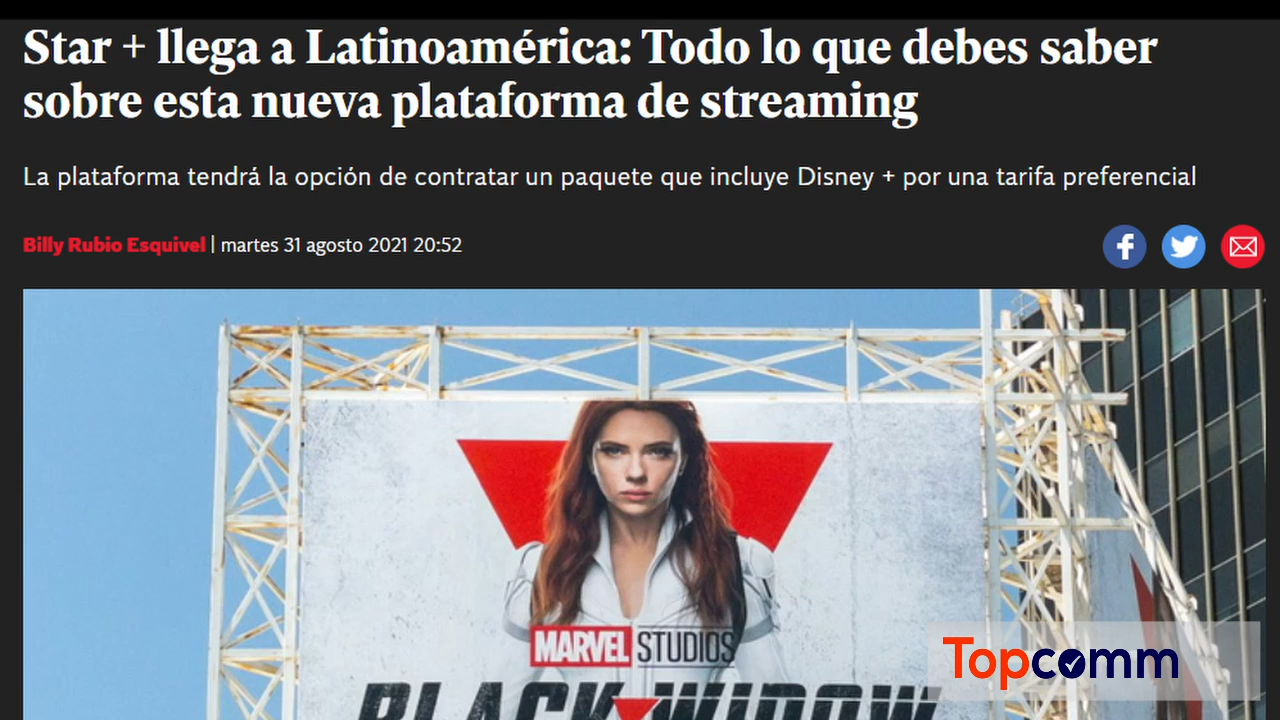 Star + llega a Latinoamérica: Todo lo que debes saber
sobre esta nueva plataforma de streaming
La plataforma tendrá la opción de contratar un paquete que incluye Disney + por una tarifa preferencial
Billy Rubio Esquivel | martes 31 agosto 2021 20:52
MARVEL STUDIOS
BLACK WIDOW
Topcomm